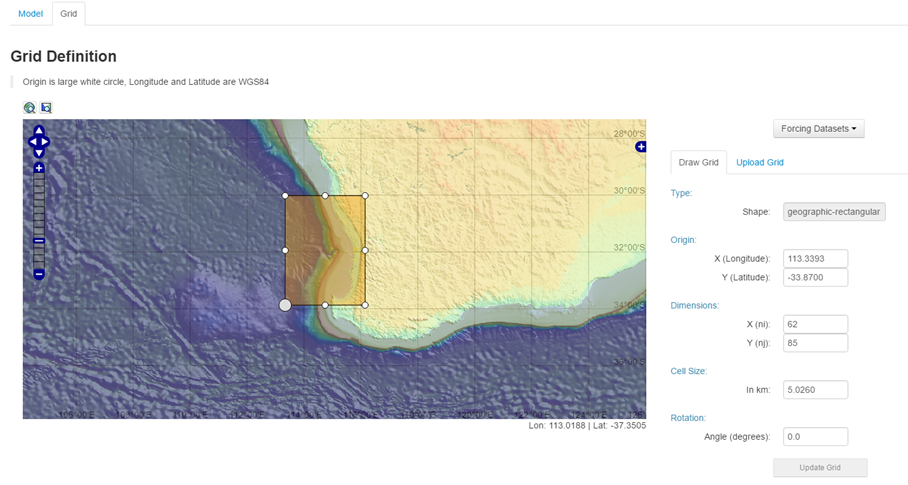 Model Grid
Grid Definition
Origin is large white circle, Longitude and Latitude are WGS84
Forcing Datasets
28°00'S
Draw Grid Upload Grid
30°00'S
Type:
Shape: geographic-rectangular
Origin:
32°00'S
X (Longitude): 113.3393
Y (Latitude): -33.8700
34°00'S
Dimensions:
X (ni): 62
Y (nj): 85
Cell Size:
In km: 5.0260
Rotation:
Lon: 113.0188 | Lat: -37.3505
Angle (degrees): 0.0
Update Grid